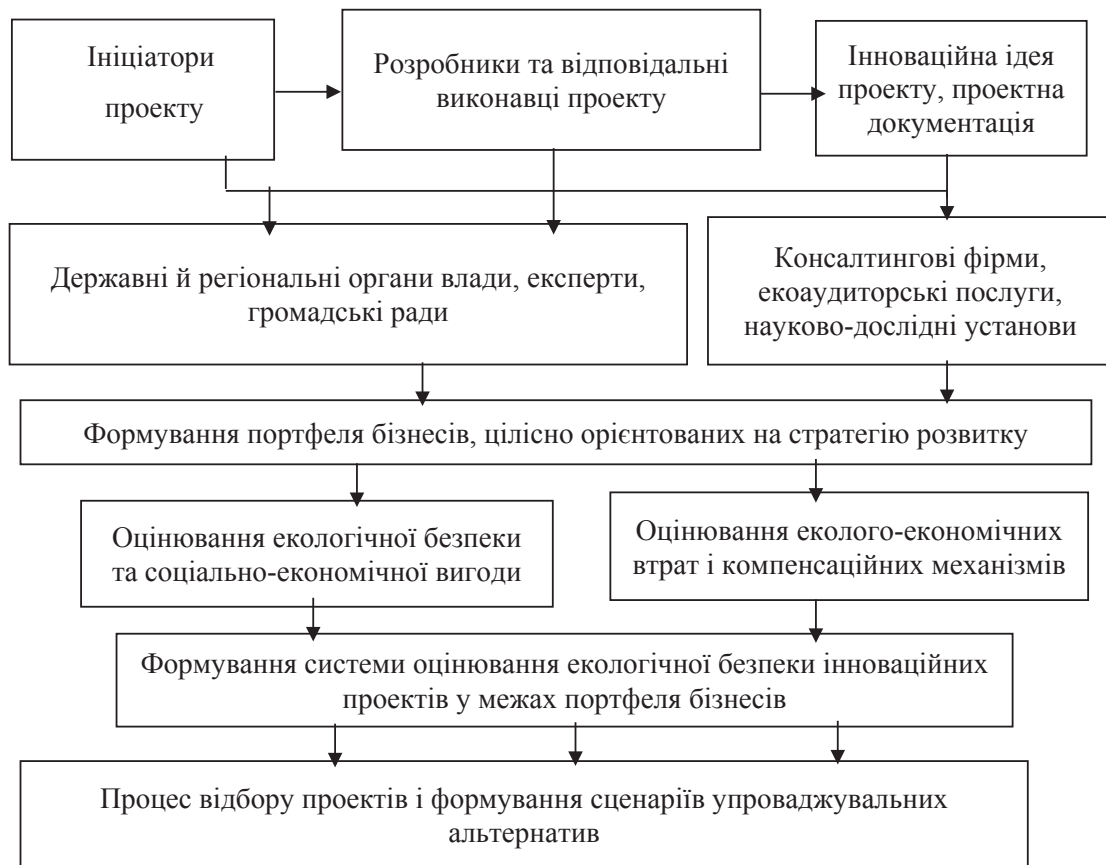 Ініціатори
проекту
Розробники та відповідальні
виконавці проекту
Інноваційна ідея
проекту, проектна
документація
Державні й регіональні органи влади, експерти,
громадські ради
Консалтингові фірми,
екоаудиторські послуги,
науково-дослідні установи
Формування портфеля бізнесів, цілісно орієнтованих на стратегію розвитку
Оцінювання екологічної безпеки
та соціально-економічної вигоди
Оцінювання еколого-економічних
втрат і компенсаційних механізмів
Формування системи оцінювання екологічної безпеки інноваційних
проектів у межах портфеля бізнесів
Процес відбору проектів і формування сценаріїв упроваджувальних
альтернатив